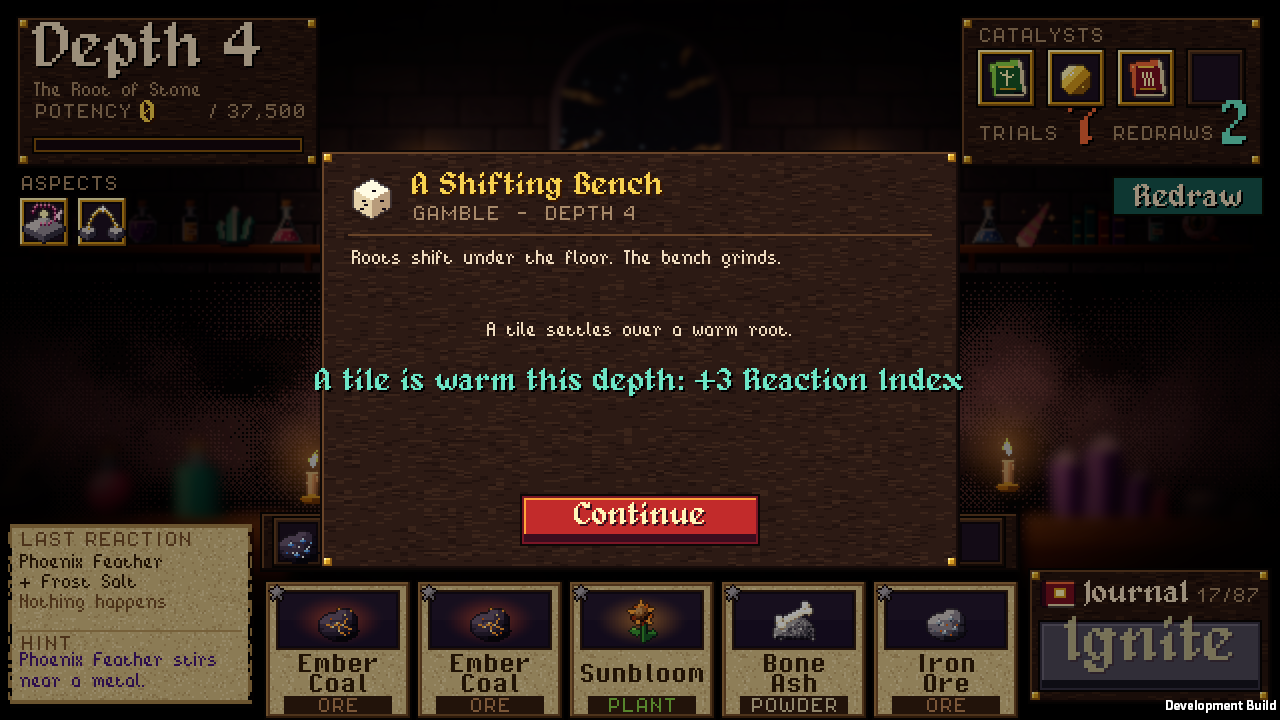 Depth 4
The Root of Stone
POTENCY 0 / 37,500
ASPECTS
CATALYSTS
TRIALS 7 REDRAWS 2
Redraw
A Shifting Bench
GAMBLE - DEPTH 4
Roots shift under the floor. The bench grinds.
A tile settles over a warm root.
A tile is warm this depth: +3 Reaction Index
Continue
LAST REACTION
Phoenix Feather
+ Frost Salt
Nothing happens
HINT
Phoenix Feather stirs
near a metal.
Ember
Coal
ORE
Ember
Coal
ORE
Sunbloom
PLANT
Bone
Ash
POWDER
Iron
Ore
ORE
Journal 17/87
Ignite
Development Build